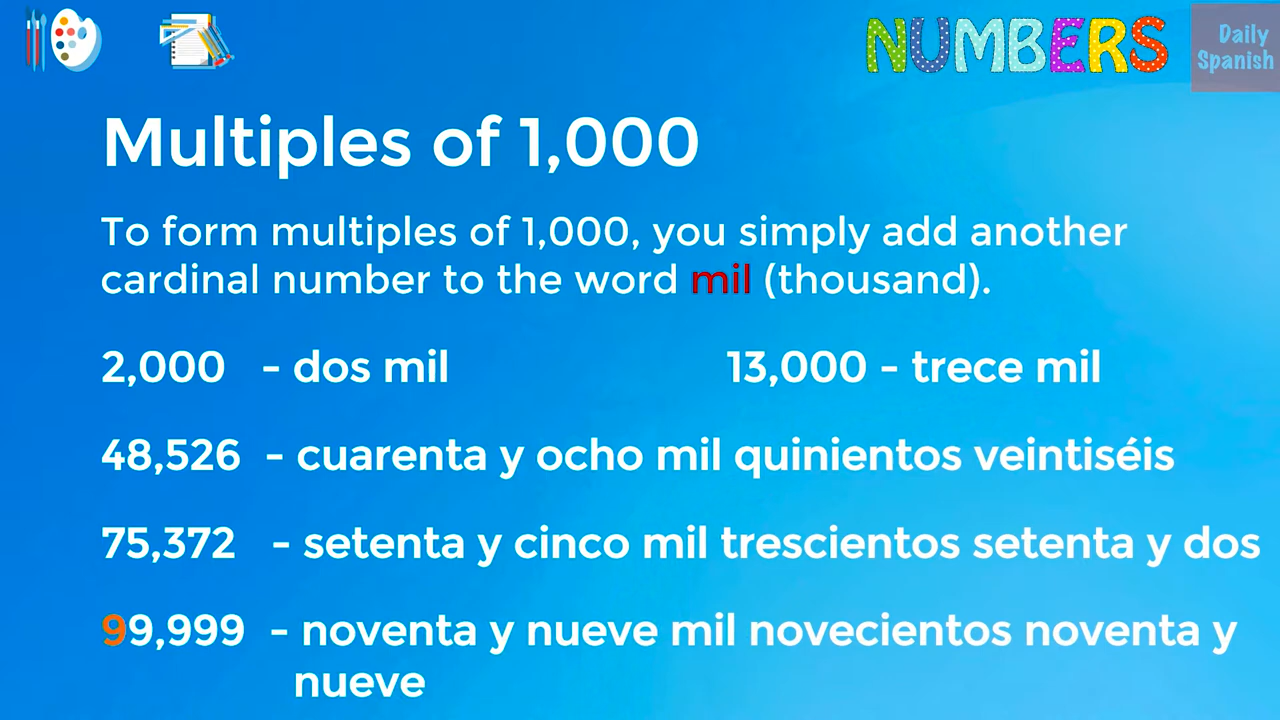 NUMBERS
Daily
Spanish
Multiples of 1,000
To form multiples of 1,000, you simply add another
cardinal number to the word mil (thousand).
2,000 - dos mil
13,000 - trece mil
48,526 - cuarenta y ocho mil quinientos veintiséis
75,372 - setenta y cinco mil trescientos setenta y dos
99,999 - noventa y nueve mil novecientos noventa y
nueve